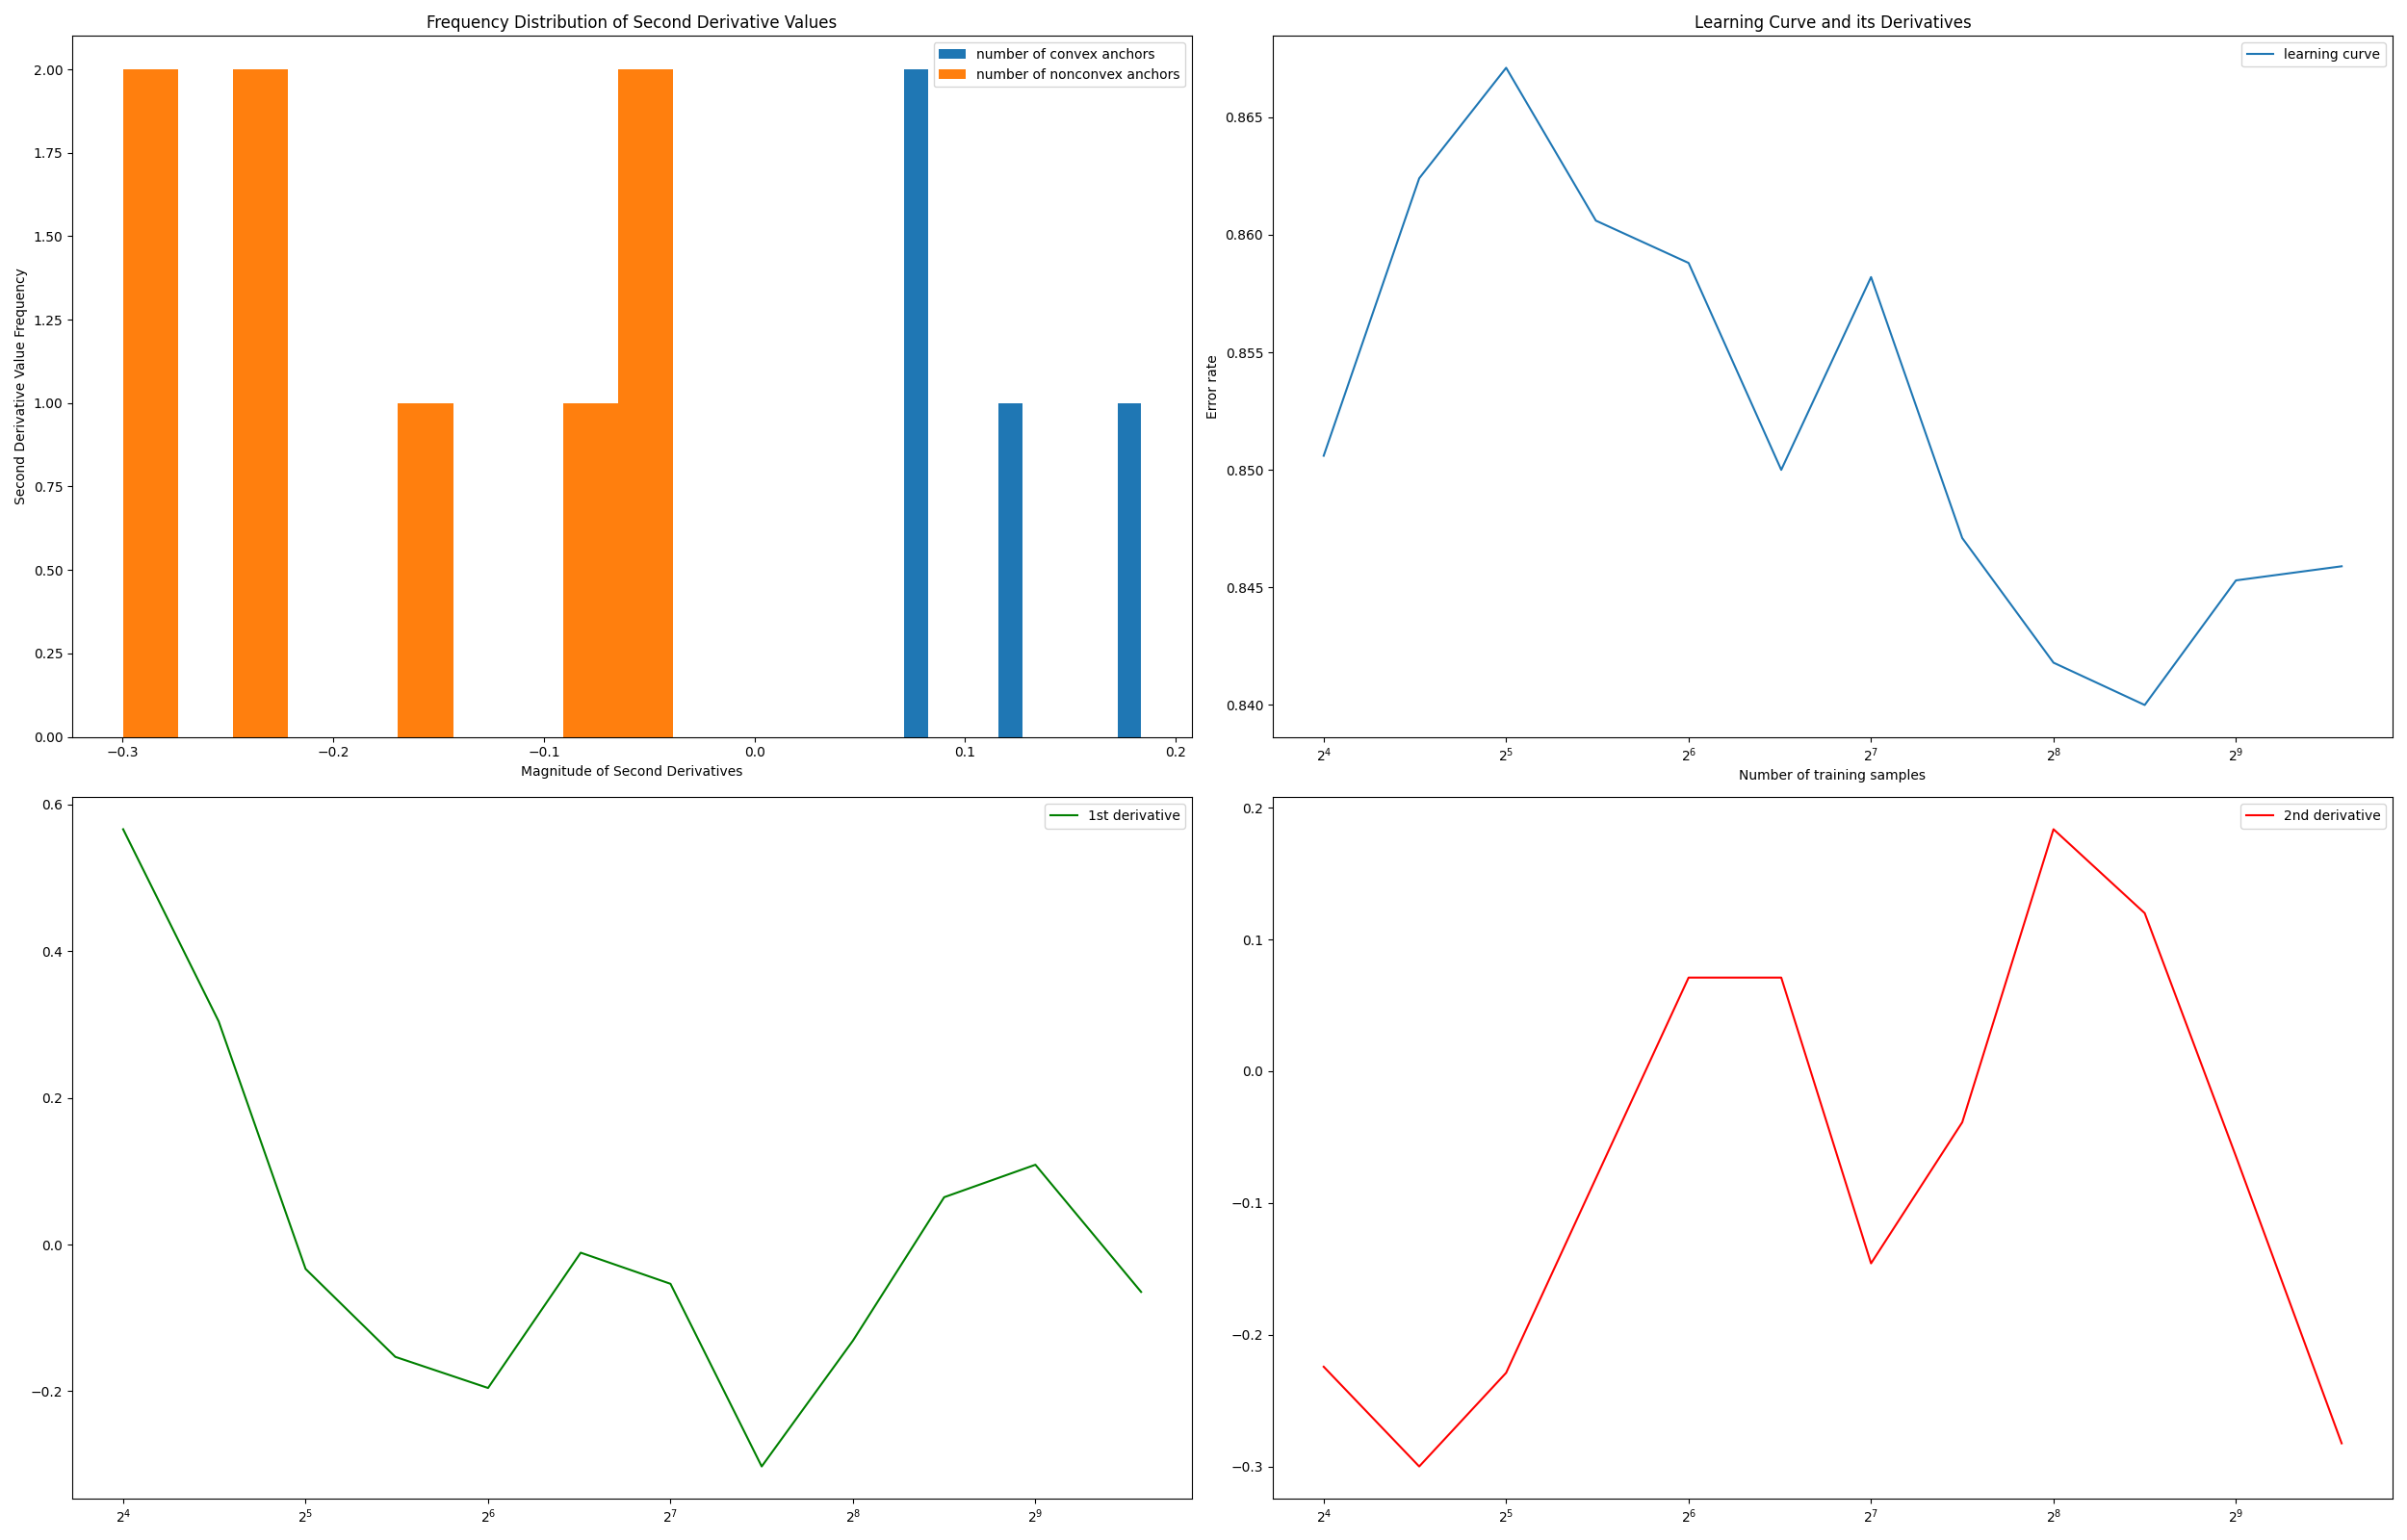 Frequency Distribution of Second Derivative Values
number of convex anchors
number of nonconvex anchors
2.00
1.75
1.50
1.25
1.00
0.75
0.50
0.25
0.00
Second Derivative Value Frequency
−0.3 −0.2 −0.1 0.0 0.1 0.2
Magnitude of Second Derivatives
Learning Curve and its Derivatives
learning curve
0.865
0.860
0.855
0.850
0.845
0.840
Error rate
2⁴ 2⁵ 2⁶ 2⁷ 2⁸ 2⁹
Number of training samples
1st derivative
0.6
0.4
0.2
0.0
−0.2
2⁴ 2⁵ 2⁶ 2⁷ 2⁸ 2⁹
2nd derivative
0.2
0.1
0.0
−0.1
−0.2
−0.3
2⁴ 2⁵ 2⁶ 2⁷ 2⁸ 2⁹